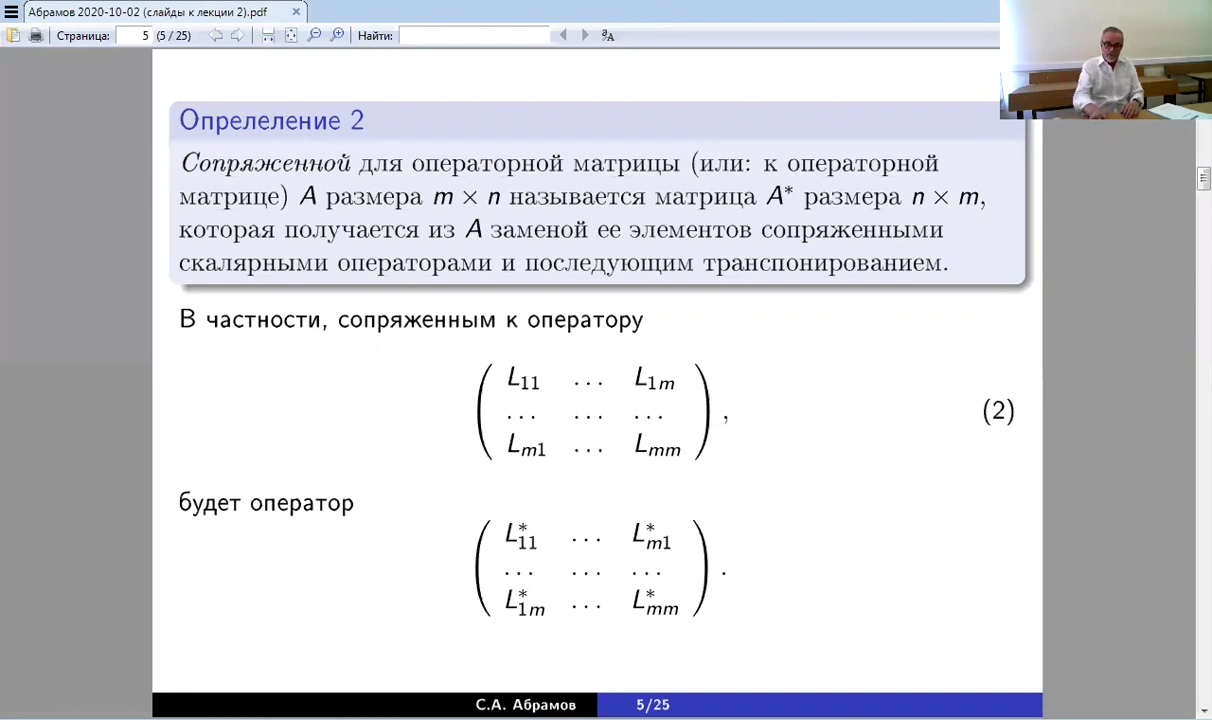 Абрамов 2020-10-02 (слайды к лекции 2).pdf
Страница: 5 (5 / 25) Найти:
Опрелеление 2
Сопряженной для операторной матрицы (или: к операторной
матрице) A размера m × n называется матрица A* размера n × m,
которая получается из A заменой ее элементов сопряженными
скалярными операторами и последующим транспонированием.
В частности, сопряженным к оператору
L11 ... L1m
... ... ... , (2)
Lm1 ... Lmm
будет оператор
L*11 ... L*m1
... ... ... .
L*1m ... L*mm
С.А. Абрамов 5/25